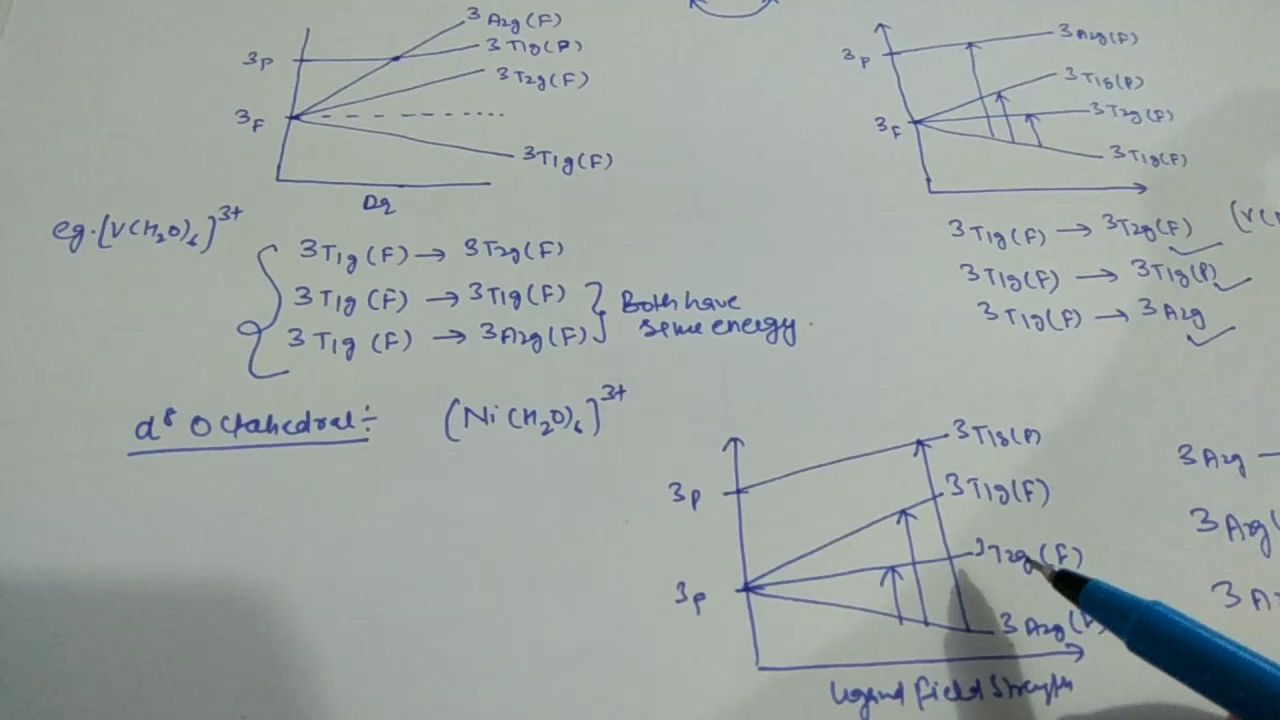 3A2g(F)
3T1g(P)
3P
3T2g(F)
3F
3T1g(F)
Dq
3A2g(F)
3P
3T1g(P)
3T2g(F)
3F
3T1g(F)
eg. [V(H2O)6]3+
3T1g(F) → 3T2g(F)
3T1g(F) → 3T1g(F)
3T1g(F) → 3A2g(F)
Both have
same energy.
3T1g(F) → 3T2g(F)
3T1g(F) → 3T1g(P)
3T1g(F) → 3A2g
d8 Octahedral:-
(Ni(H2O)6]3+
3T1g(P)
3P
3T1g(F)
3T2g(F)
3P
3A2g
Ligand field Strength
3A2g
3A2g